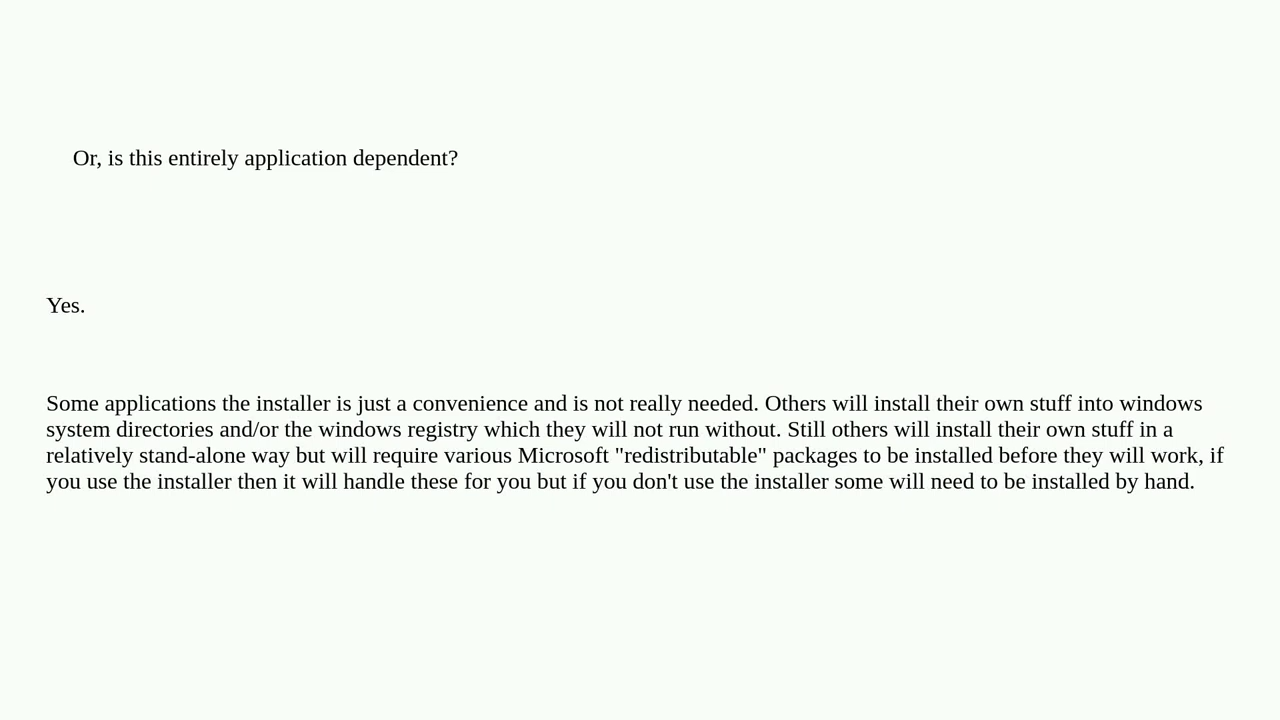 Or, is this entirely application dependent?
Yes.
Some applications the installer is just a convenience and is not really needed. Others will install their own stuff into windows
system directories and/or the windows registry which they will not run without. Still others will install their own stuff in a
relatively stand-alone way but will require various Microsoft "redistributable" packages to be installed before they will work, if
you use the installer then it will handle these for you but if you don't use the installer some will need to be installed by hand.